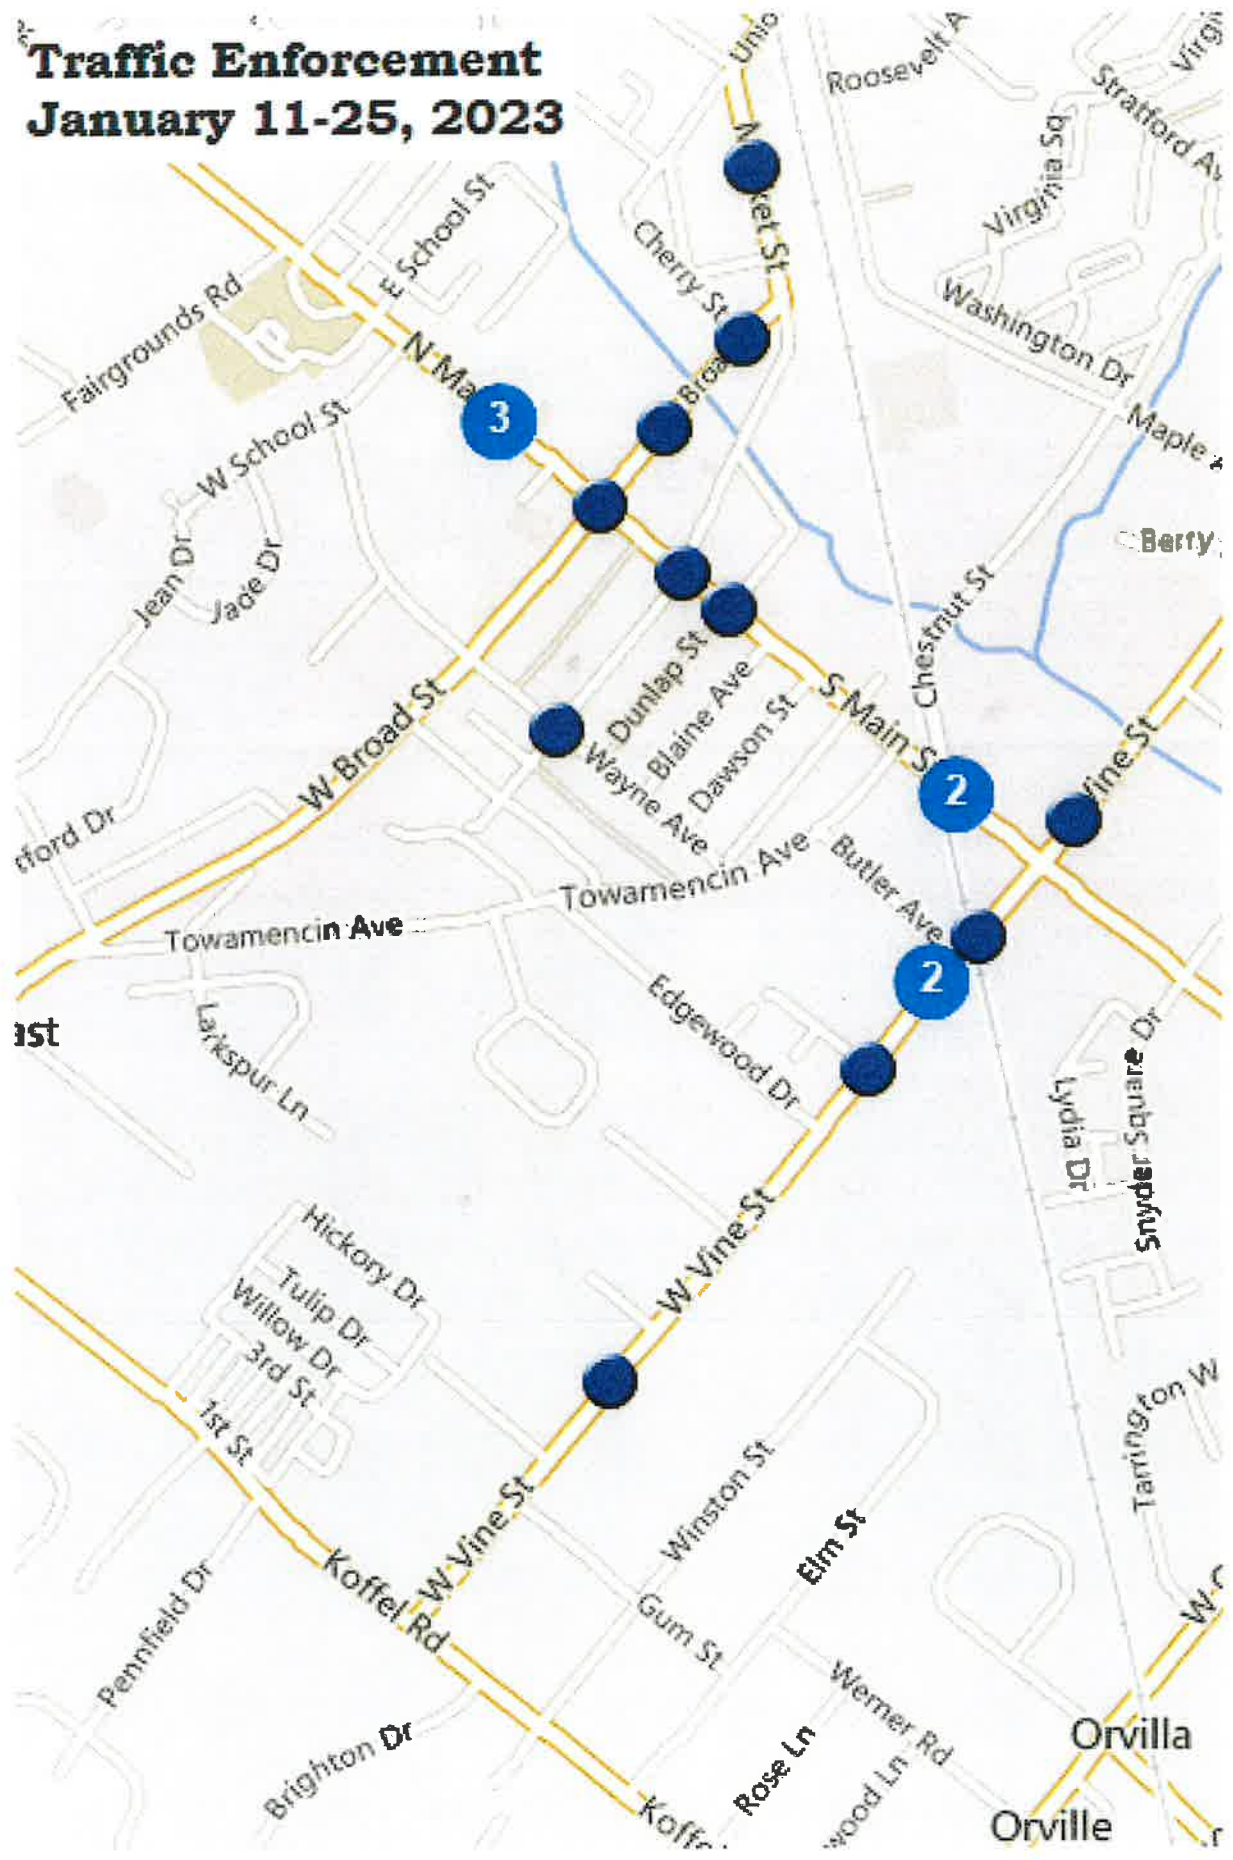 Traffic Enforcement
January 11-25, 2023
Roosevelt A
Stratford Av
Virginia Sq
Virginia
E School St
Cherry St
Fairgrounds Rd
Washington Dr
N Ma
3
Maple
W School St
Berry
Jean Dr
Jade Dr
Chestnut St
Dunlap St
Blaine Ave
Dawson St
S Main S
W Broad St
Wayne Ave
2
Vine St
Butler Ave
Towamencin Ave
Towamencin Ave
2
Edgewood Dr
Larkspur Ln
Lydia Dr
Snyder Square Dr
Hickory Dr
Tulip Dr
Willow Dr
3rd St
W Vine St
1st St
Winston St
Elm St
W Vine St
Koffel Rd
Gum St
Pennfield Dr
Werner Rd
Brighton Dr
Rose Ln
wood Ln
Orvilla
Orville